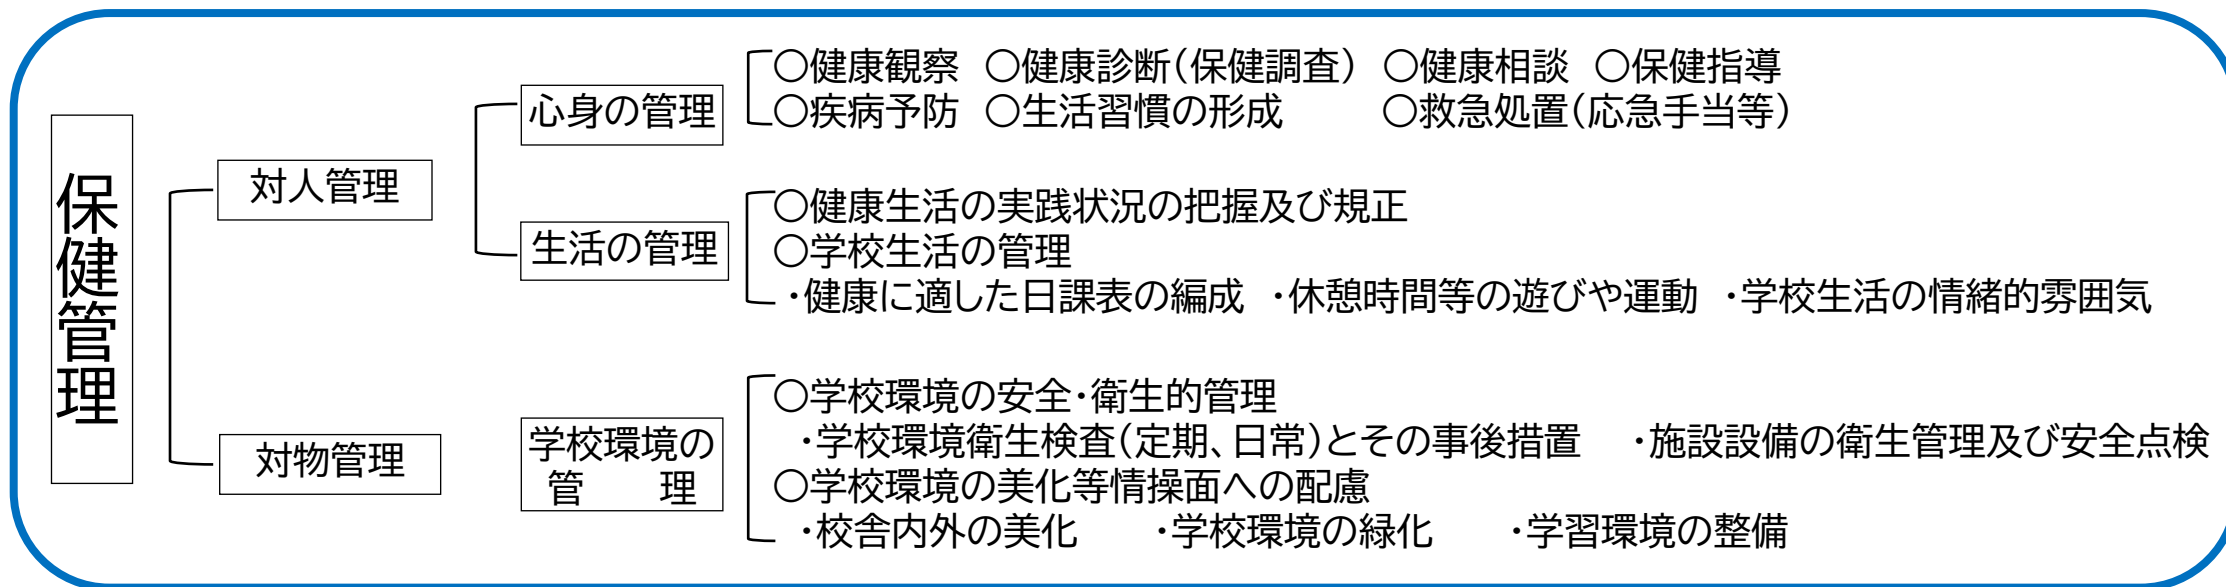 保健管理
対人管理
心身の管理
○健康観察 ○健康診断(保健調査) ○健康相談 ○保健指導
○疾病予防 ○生活習慣の形成 ○救急処置(応急手当等)
生活の管理
○健康生活の実践状況の把握及び規正
○学校生活の管理
・健康に適した日課表の編成 ・休憩時間等の遊びや運動 ・学校生活の情緒的雰囲気
対物管理
学校環境の
管 理
○学校環境の安全・衛生的管理
・学校環境衛生検査(定期、日常)とその事後措置 ・施設設備の衛生管理及び安全点検
○学校環境の美化等情操面への配慮
・校舎内外の美化 ・学校環境の緑化 ・学習環境の整備